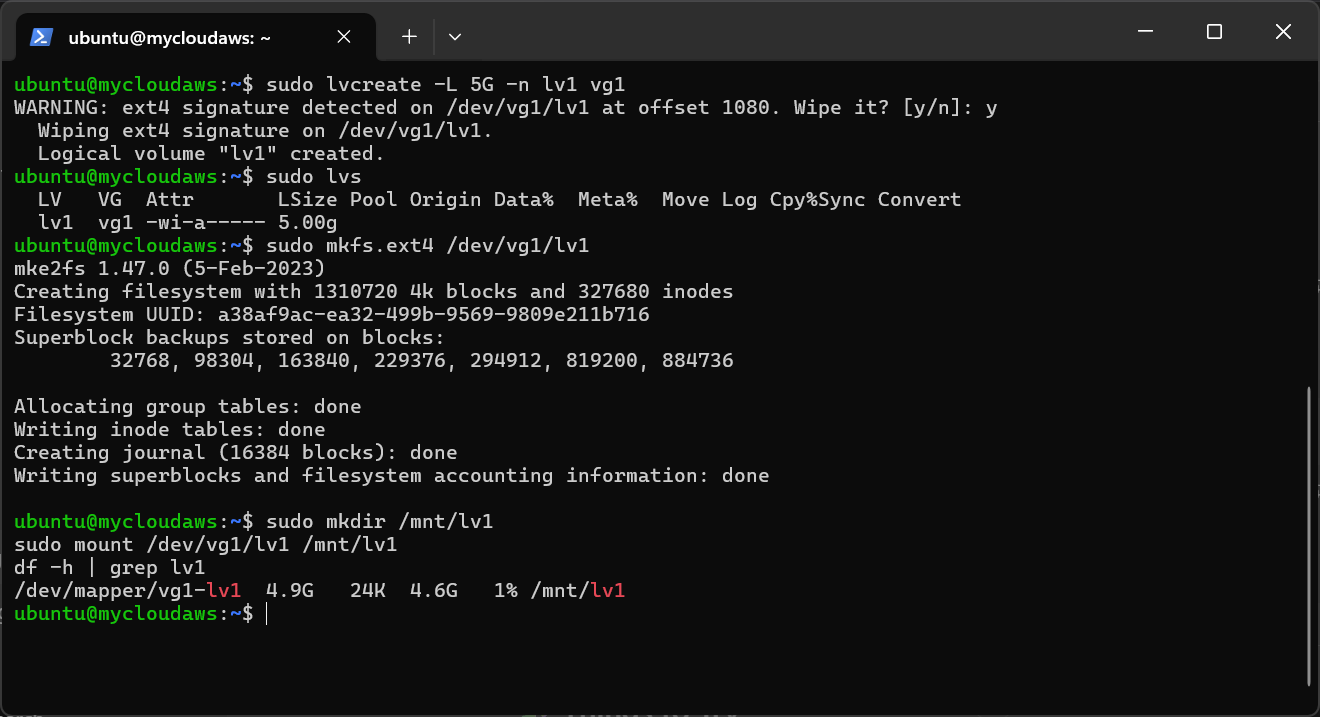 ubuntu@mycloudaws: ~
ubuntu@mycloudaws:~$ sudo lvcreate -L 5G -n lv1 vg1
WARNING: ext4 signature detected on /dev/vg1/lv1 at offset 1080. Wipe it? [y/n]: y
  Wiping ext4 signature on /dev/vg1/lv1.
  Logical volume "lv1" created.
ubuntu@mycloudaws:~$ sudo lvs
  LV   VG  Attr       LSize Pool Origin Data%  Meta%  Move Log Cpy%Sync Convert
  lv1  vg1 -wi-a----- 5.00g
ubuntu@mycloudaws:~$ sudo mkfs.ext4 /dev/vg1/lv1
mke2fs 1.47.0 (5-Feb-2023)
Creating filesystem with 1310720 4k blocks and 327680 inodes
Filesystem UUID: a38af9ac-ea32-499b-9569-9809e211b716
Superblock backups stored on blocks:
        32768, 98304, 163840, 229376, 294912, 819200, 884736

Allocating group tables: done
Writing inode tables: done
Creating journal (16384 blocks): done
Writing superblocks and filesystem accounting information: done

ubuntu@mycloudaws:~$ sudo mkdir /mnt/lv1
sudo mount /dev/vg1/lv1 /mnt/lv1
df -h | grep lv1
/dev/mapper/vg1-lv1  4.9G   24K  4.6G   1% /mnt/lv1
ubuntu@mycloudaws:~$